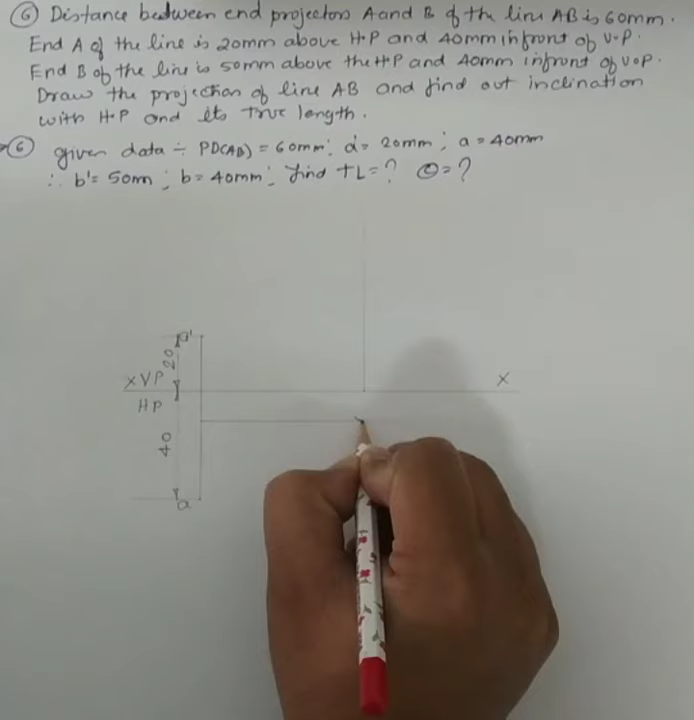 ⑥ Distance between end projectors A and B of the line AB is 60mm.
End A of the line is 20mm above H.P and 40mm infront of V.P.
End B of the line is 50mm above the H.P and 40mm infront of V.P.
Draw the projection of line AB and find out inclination
with H.P and its true length.
⑥ given data ÷ PD(AB) = 60mm; a' = 20mm; a = 40mm
∴ b' = 50m; b = 40mm; find TL = ? θ = ?
a'
20
X VP X
HP
40
a